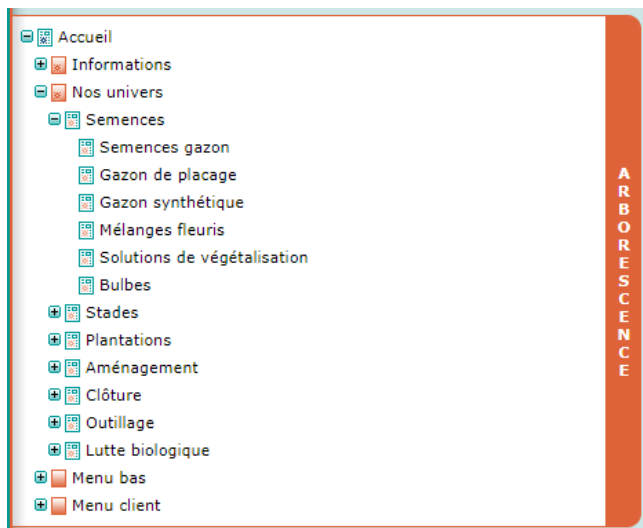 Accueil
Informations
Nos univers
Semences
Semences gazon
Gazon de placage
Gazon synthétique
Mélanges fleuris
Solutions de végétalisation
Bulbes
Stades
Plantations
Aménagement
Clôture
Outillage
Lutte biologique
Menu bas
Menu client
ARBORESCENCE